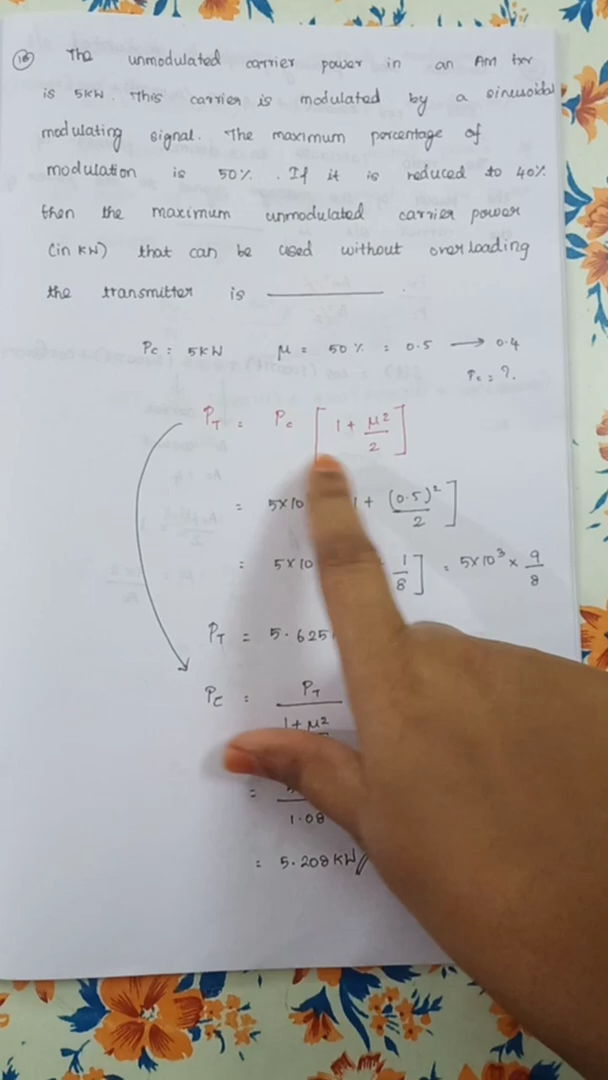 16 The unmodulated carrier power in an AM txr
is 5KW. This carrier is modulated by a sinusoidal
modulating signal. The maximum percentage of
modulation is 50%. If it is reduced to 40%
then the maximum unmodulated carrier power
(in KW) that can be used without overloading
the transmitter is ______.
Pc = 5KW μ = 50% = 0.5 → 0.4
Pc = ?
PT = Pc [1 + μ²/2]
= 5×10 1 + (0.5)²/2]
= 5×10 1/8] = 5×10³ × 9/8
PT = 5.625
Pc = PT / 1+μ²
= 1.08
= 5.208KW//